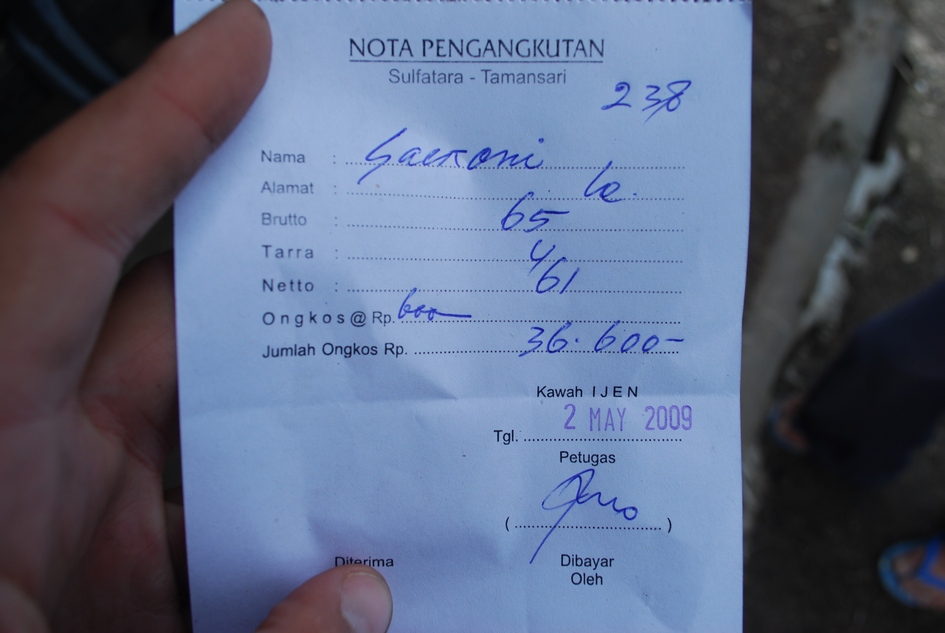 NOTA PENGANGKUTAN
Sulfatara - Tamansari
238
Nama :
Alamat :
Brutto : 65
Tarra : 4
Netto : 61
Ongkos @ Rp. 600
Jumlah Ongkos Rp. 36.600-
Kawah IJEN
Tgl. 2 MAY 2009
Petugas
Diterima
Dibayar
Oleh